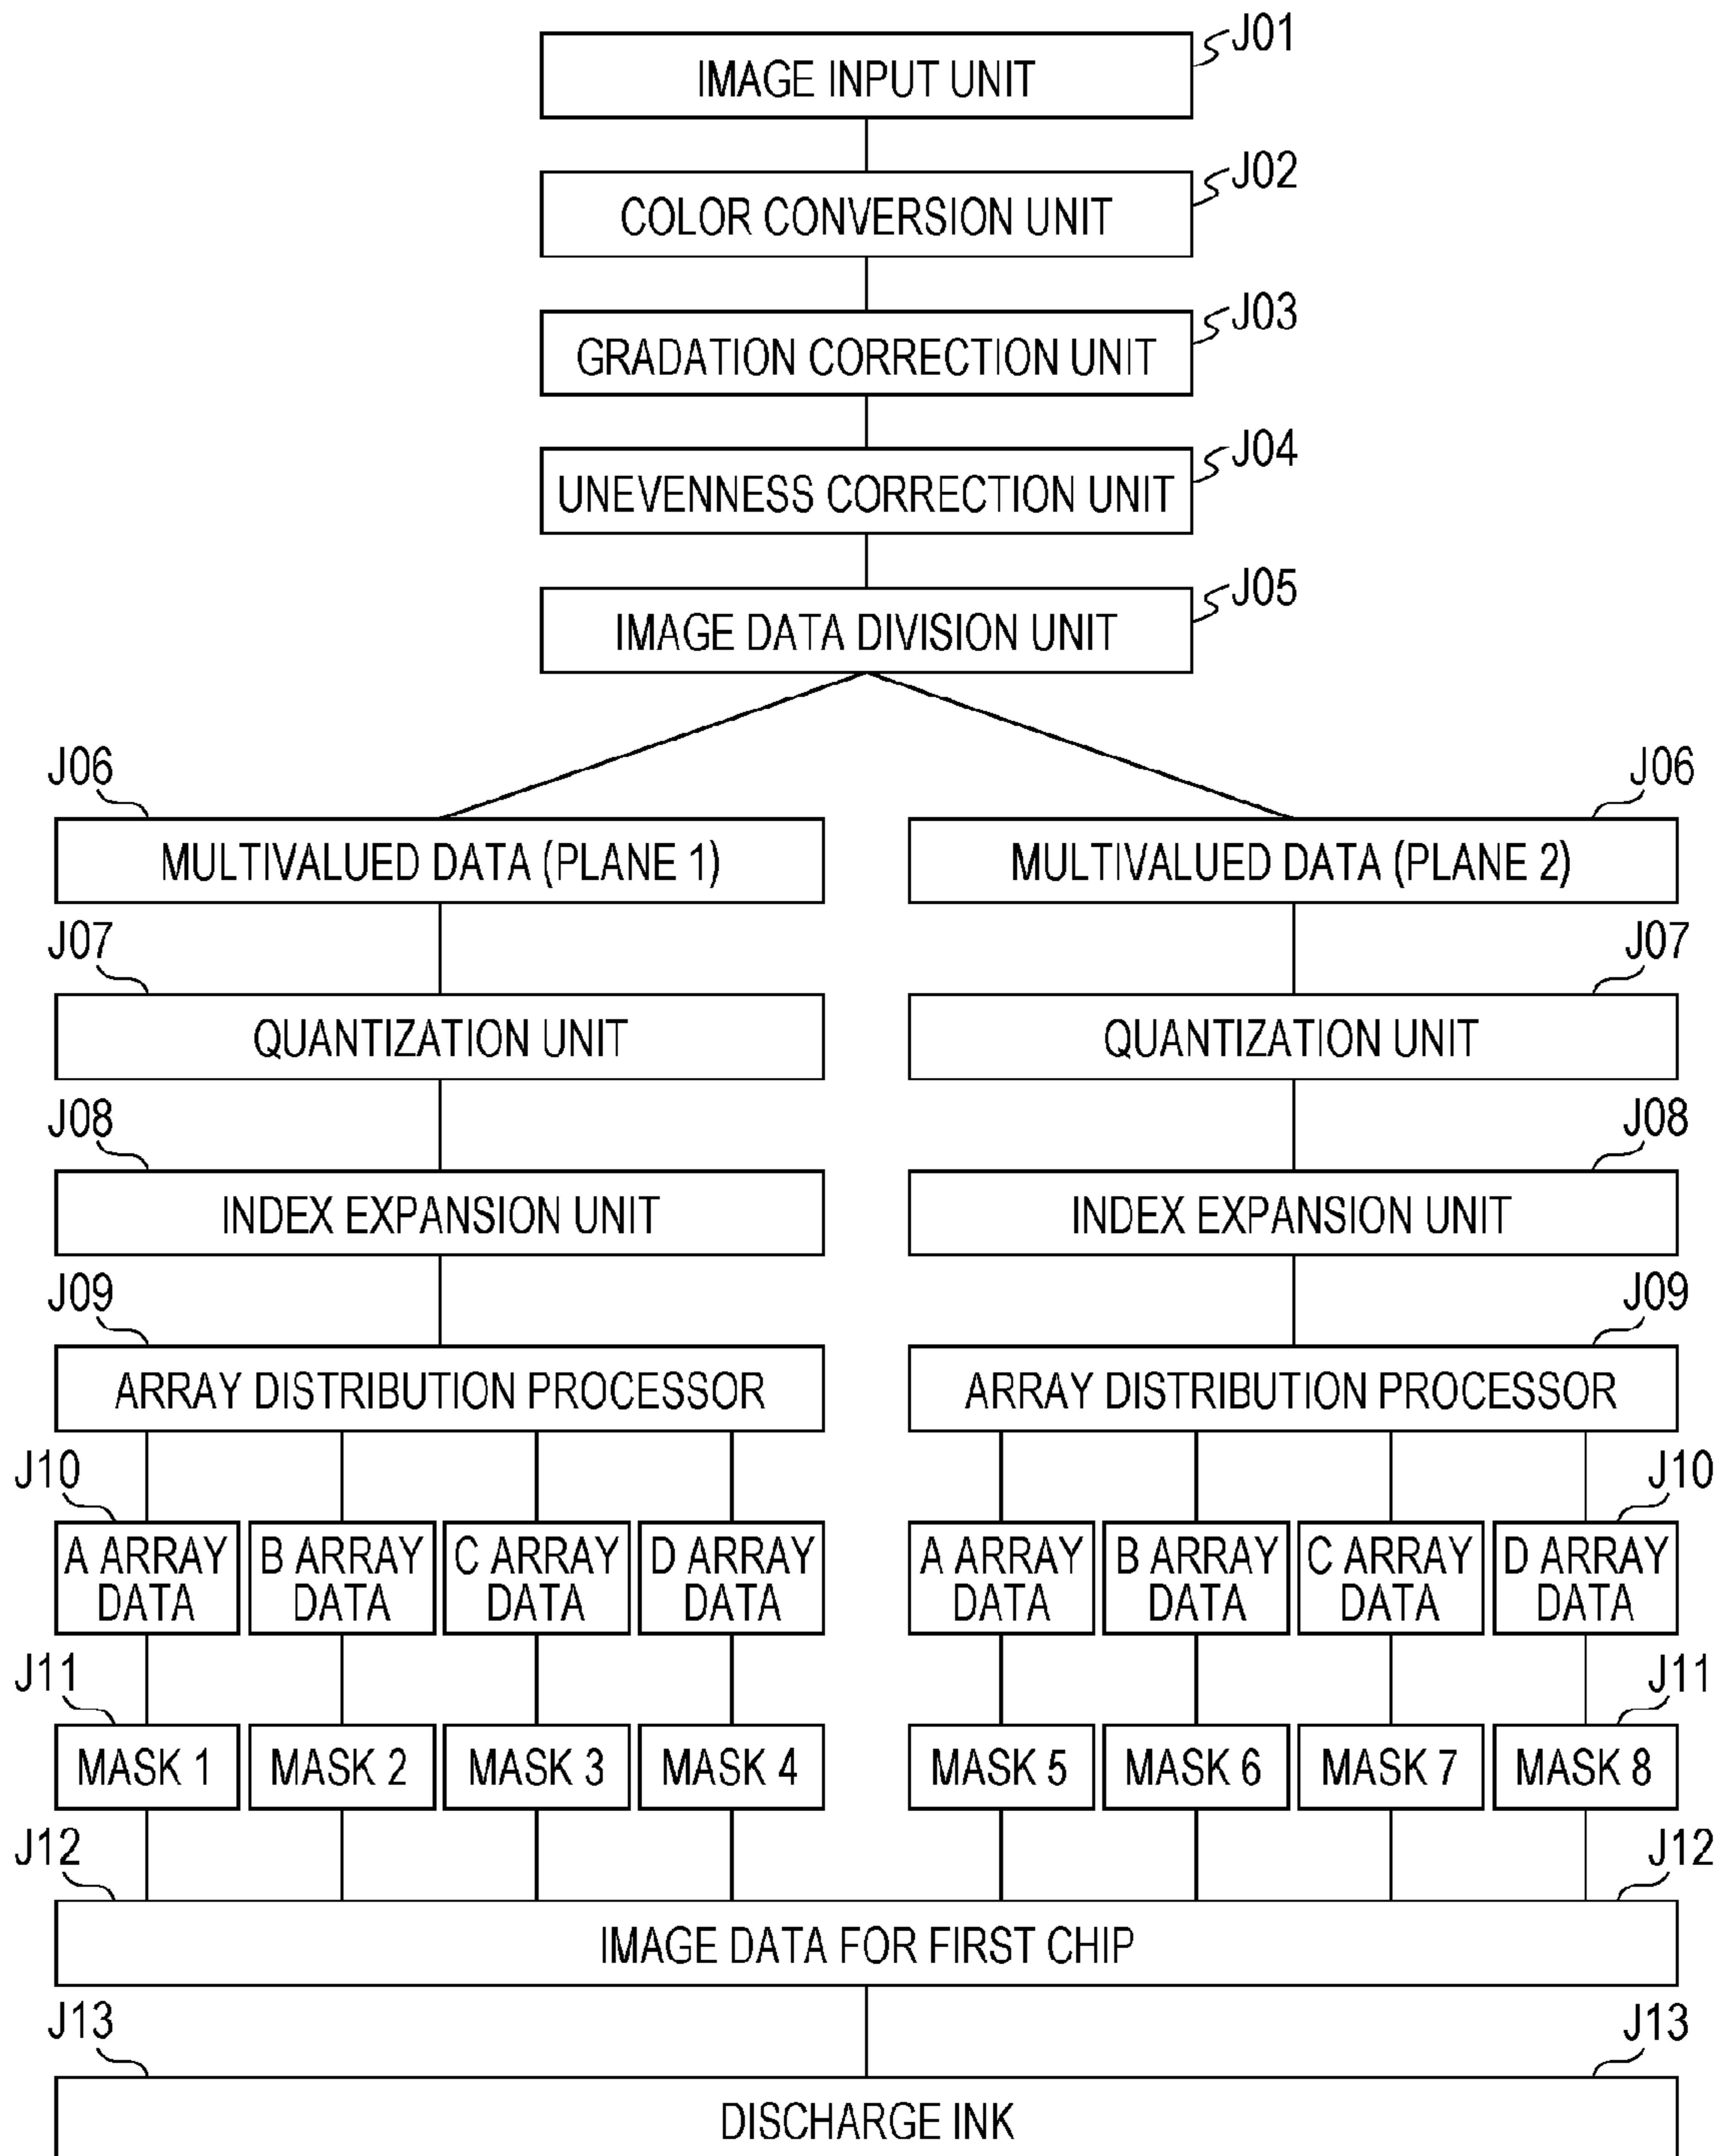 J01
IMAGE INPUT UNIT
J02
COLOR CONVERSION UNIT
J03
GRADATION CORRECTION UNIT
J04
UNEVENNESS CORRECTION UNIT
J05
IMAGE DATA DIVISION UNIT
J06 J06
MULTIVALUED DATA (PLANE 1) MULTIVALUED DATA (PLANE 2)
J07 J07
QUANTIZATION UNIT QUANTIZATION UNIT
J08 J08
INDEX EXPANSION UNIT INDEX EXPANSION UNIT
J09 J09
ARRAY DISTRIBUTION PROCESSOR ARRAY DISTRIBUTION PROCESSOR
J10 J10
A ARRAY B ARRAY C ARRAY D ARRAY A ARRAY B ARRAY C ARRAY D ARRAY
DATA DATA DATA DATA DATA DATA DATA DATA
J11 J11
MASK 1 MASK 2 MASK 3 MASK 4 MASK 5 MASK 6 MASK 7 MASK 8
J12 J12
IMAGE DATA FOR FIRST CHIP
J13 J13
DISCHARGE INK